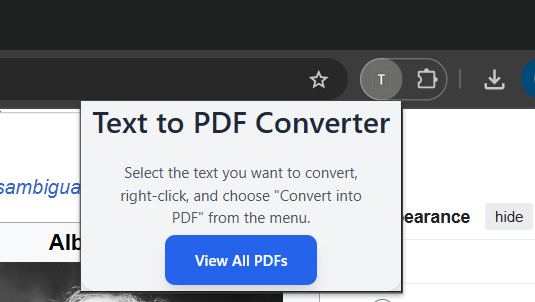 T
Text to PDF Converter
Select the text you want to convert,
right-click, and choose "Convert into
PDF" from the menu.
View All PDFs
sambigua
pearance hide
Alb